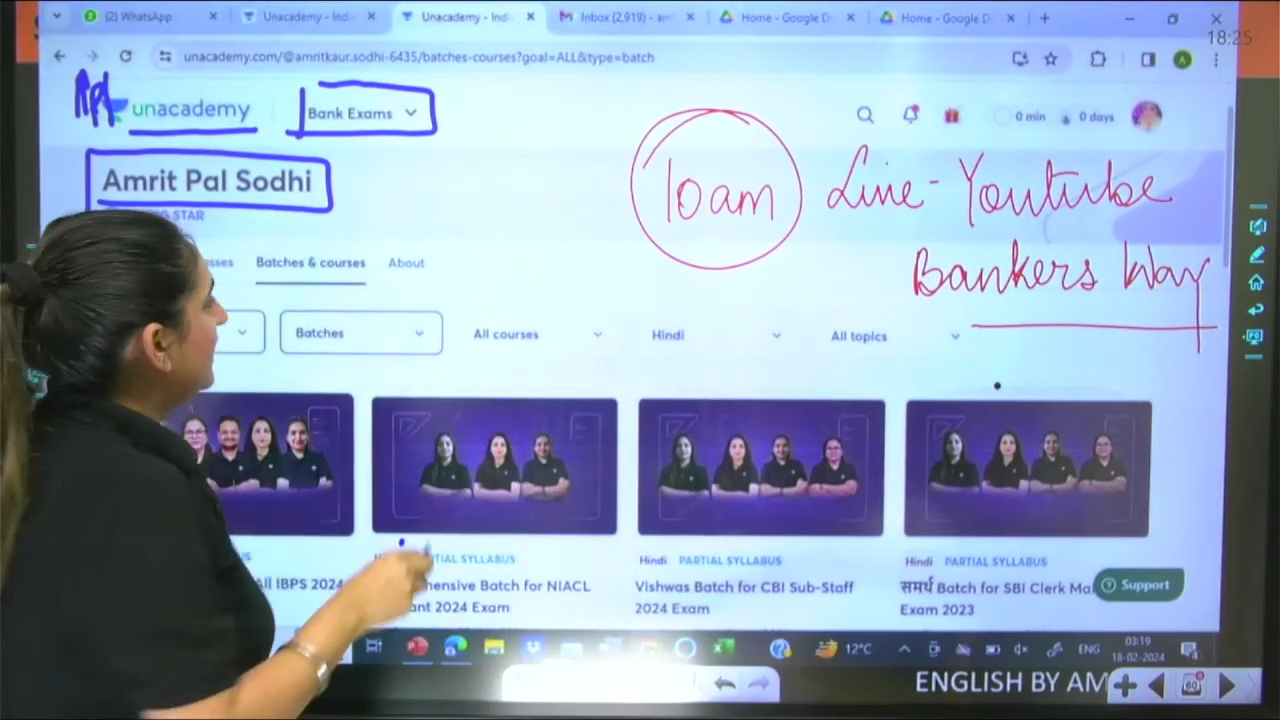 (2) WhatsApp
Unacademy - Indi
Unacademy - Indi
Inbox (2,919) - am
Home - Google D
Home - Google D
18:25
unacademy.com/@amritkaur.sodhi-6435/batches-courses?goal=ALL&type=batch
unacademy
Bank Exams
0 min
0 days
10am Live - Youtube
Bankers Way
Amrit Pal Sodhi
STAR
sses
Batches & courses
About
Batches
All courses
Hindi
All topics
PARTIAL SYLLABUS
Hindi PARTIAL SYLLABUS
Hindi PARTIAL SYLLABUS
All IBPS 2024
hensive Batch for NIACL
ant 2024 Exam
Vishwas Batch for CBI Sub-Staff
2024 Exam
समर्थ Batch for SBI Clerk Ma
Exam 2023
Support
12°C
ENG
03:19
18-02-2024
ENGLISH BY AM
60